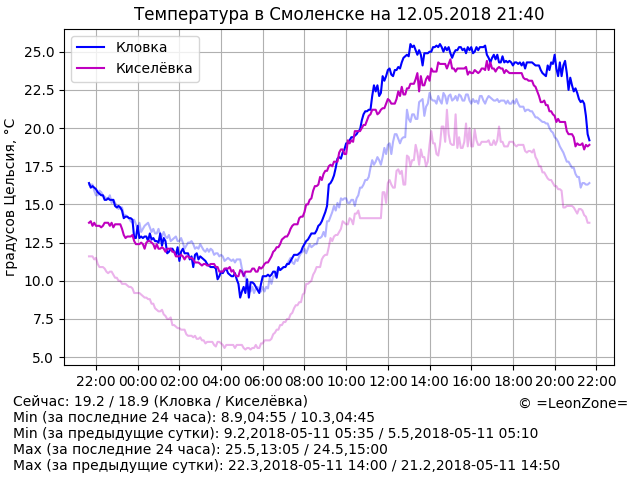 Температура в Смоленске на 12.05.2018 21:40
Кловка
Киселёвка
градусов Цельсия, °C
25.0
22.5
20.0
17.5
15.0
12.5
10.0
7.5
5.0
22:00 00:00 02:00 04:00 06:00 08:00 10:00 12:00 14:00 16:00 18:00 20:00 22:00
Сейчас: 19.2 / 18.9 (Кловка / Киселёвка)
© =LeonZone=
Min (за последние 24 часа): 8.9,04:55 / 10.3,04:45
Min (за предыдущие сутки): 9.2,2018-05-11 05:35 / 5.5,2018-05-11 05:10
Max (за последние 24 часа): 25.5,13:05 / 24.5,15:00
Max (за предыдущие сутки): 22.3,2018-05-11 14:00 / 21.2,2018-05-11 14:50